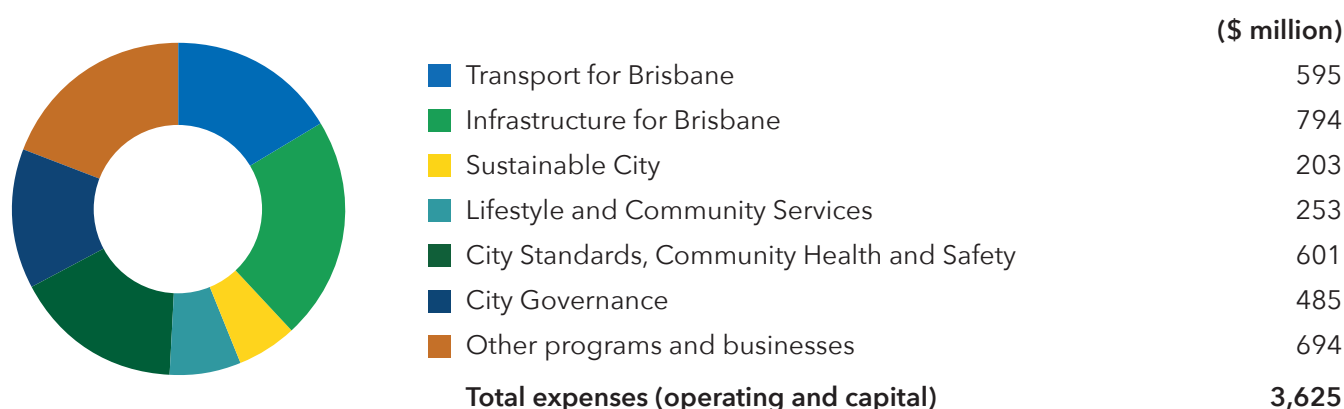 ($ million)
Transport for Brisbane 595
Infrastructure for Brisbane 794
Sustainable City 203
Lifestyle and Community Services 253
City Standards, Community Health and Safety 601
City Governance 485
Other programs and businesses 694
Total expenses (operating and capital) 3,625